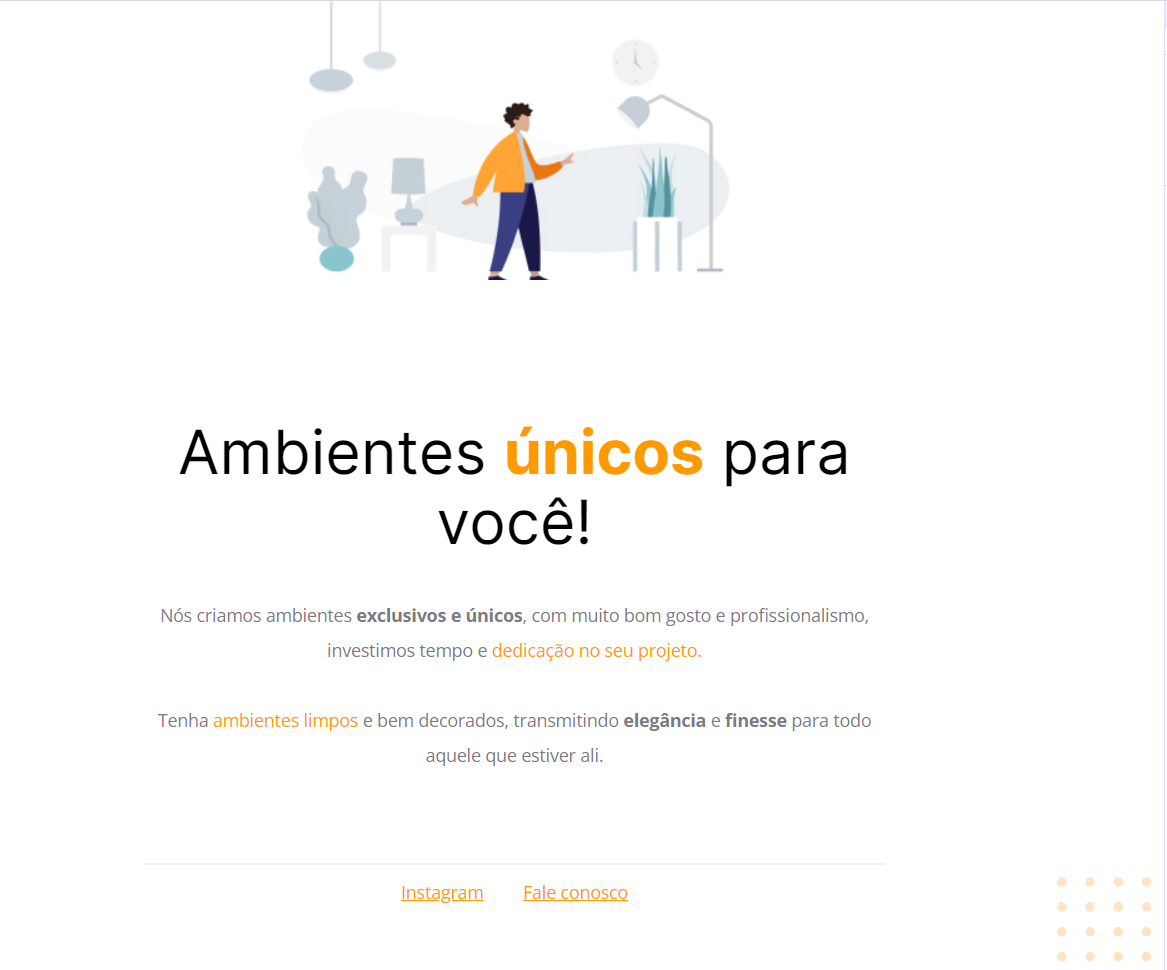 Ambientes únicos para
você!
Nós criamos ambientes exclusivos e únicos, com muito bom gosto e profissionalismo,
investimos tempo e dedicação no seu projeto.
Tenha ambientes limpos e bem decorados, transmitindo elegância e finesse para todo
aquele que estiver ali.
Instagram Fale conosco